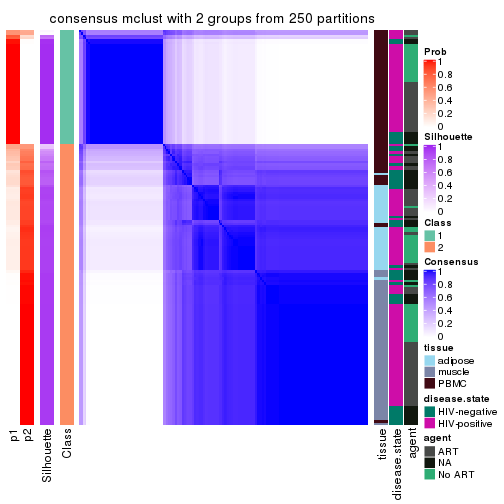 consensus mclust with 2 groups from 250 partitions
Prob
1
0.8
0.6
0.4
0.2
0
Silhouette
1
0.8
0.6
0.4
0.2
0
Class
1
2
Consensus
1
0.8
0.6
0.4
0.2
0
tissue
adipose
muscle
PBMC
disease.state
HIV-negative
HIV-positive
agent
ART
NA
No ART
p1
p2
Silhouette
Class
tissue
disease.state
agent